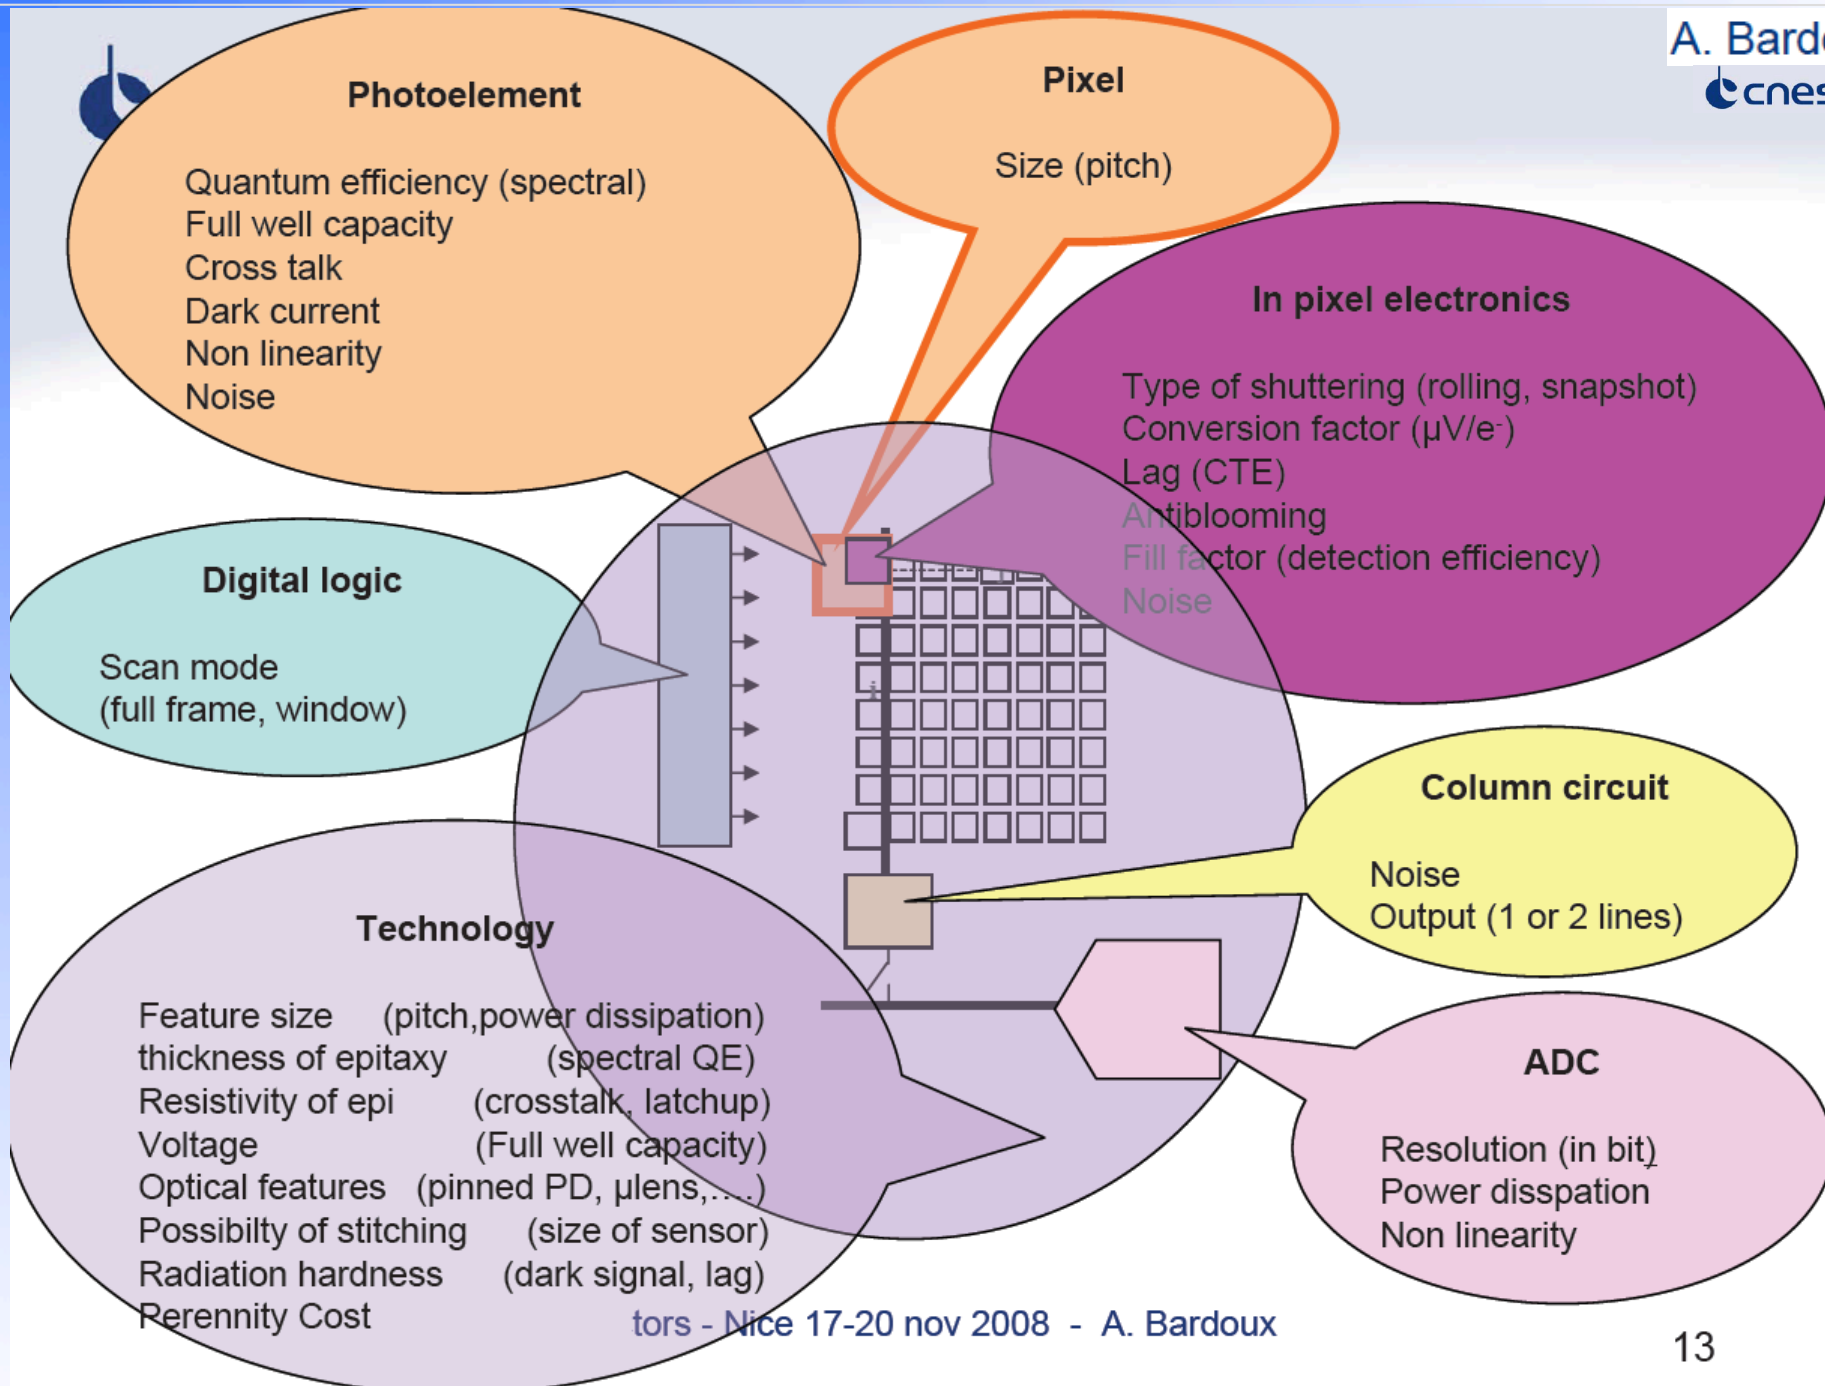 A. Bard
cnes
Photoelement
Quantum efficiency (spectral)
Full well capacity
Cross talk
Dark current
Non linearity
Noise
Pixel
Size (pitch)
In pixel electronics
Type of shuttering (rolling, snapshot)
Conversion factor (µV/e-)
Lag (CTE)
Antiblooming
Fill factor (detection efficiency)
Noise
Digital logic
Scan mode
(full frame, window)
i
Column circuit
Noise
Output (1 or 2 lines)
Technology
Feature size (pitch,power dissipation)
thickness of epitaxy (spectral QE)
Resistivity of epi (crosstalk, latchup)
Voltage (Full well capacity)
Optical features (pinned PD, µlens,....)
Possibilty of stitching (size of sensor)
Radiation hardness (dark signal, lag)
Perennity Cost
ADC
Resolution (in bit)
Power disspation
Non linearity
tors - Nice 17-20 nov 2008 - A. Bardoux
13